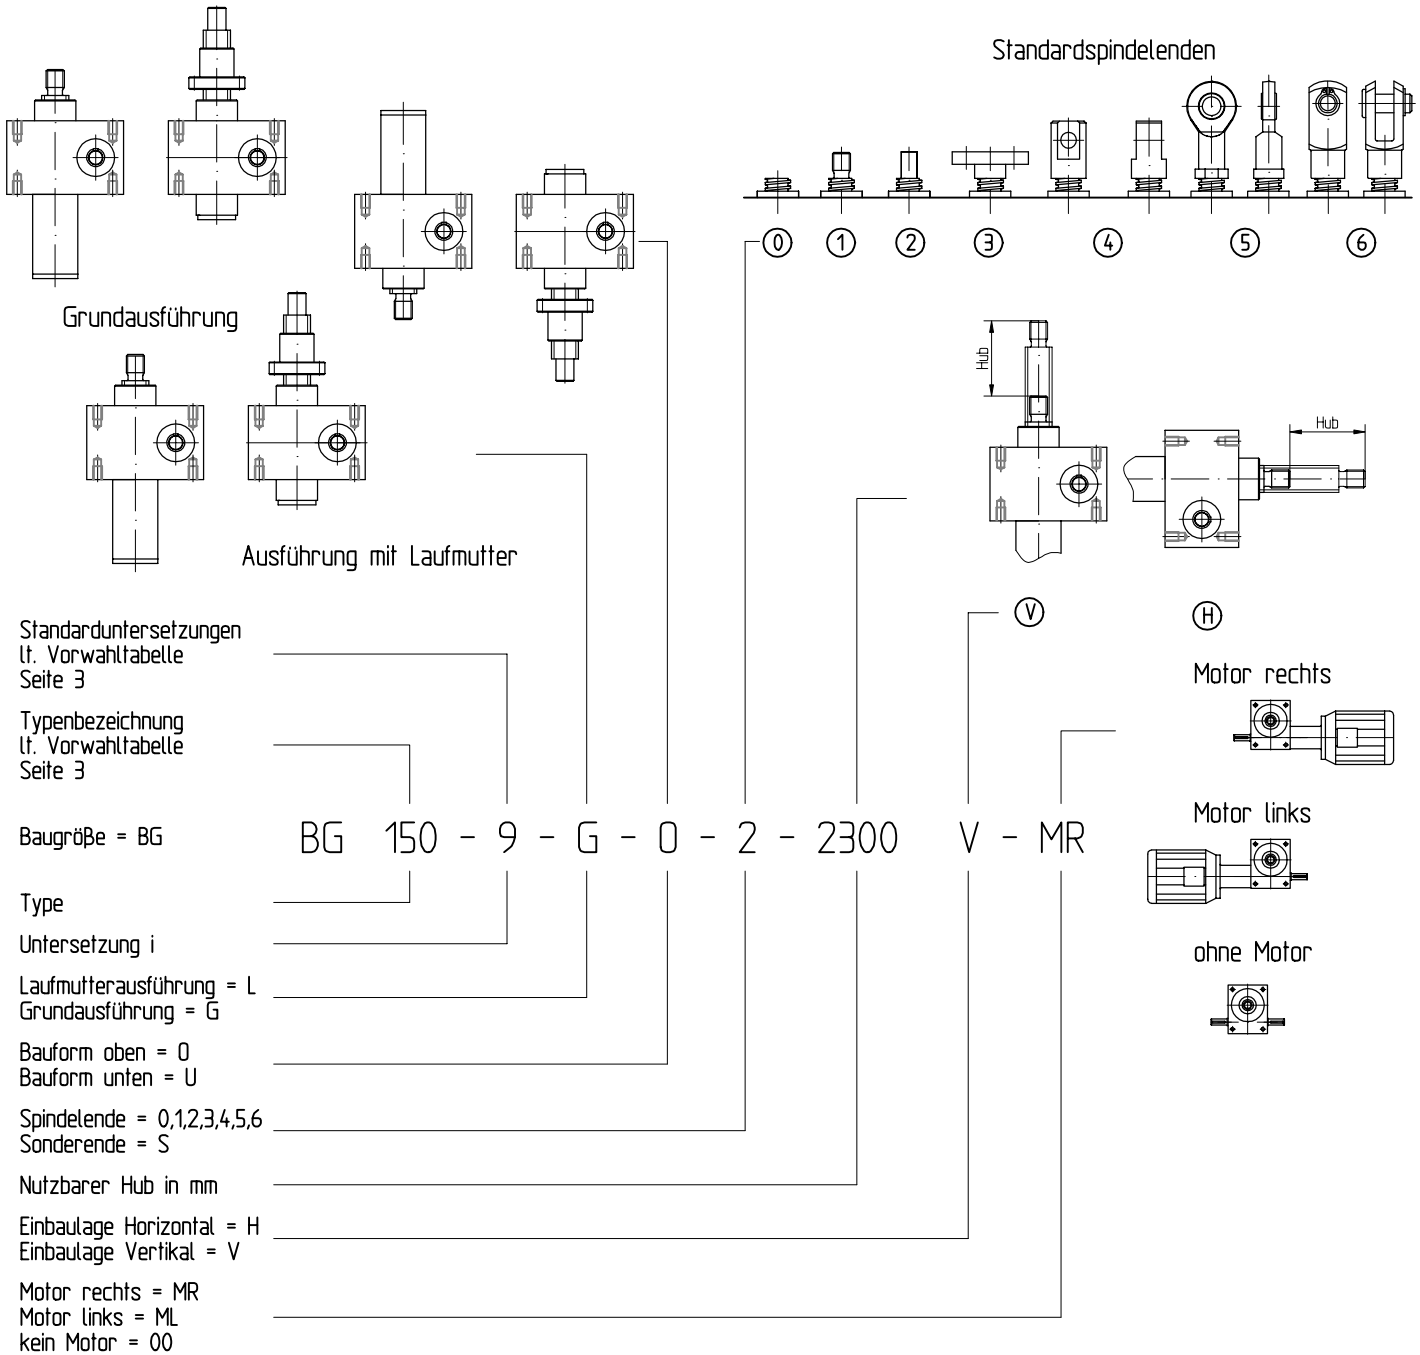 Standardspindelenden
0 1 2 3 4 5 6
Grundausführung
Hub
Hub
Ausführung mit Laufmutter
V
H
Standarduntersetzungen
lt. Vorwahltabelle
Seite 3
Motor rechts
Typenbezeichnung
lt. Vorwahltabelle
Seite 3
Motor links
Baugröße = BG
BG 150 - 9 - G - O - 2 - 2300 V - MR
Type
Untersetzung i
ohne Motor
Laufmutterausführung = L
Grundausführung = G
Bauform oben = O
Bauform unten = U
Spindelende = 0,1,2,3,4,5,6
Sonderende = S
Nutzbarer Hub in mm
Einbaulage Horizontal = H
Einbaulage Vertikal = V
Motor rechts = MR
Motor links = ML
kein Motor = 00